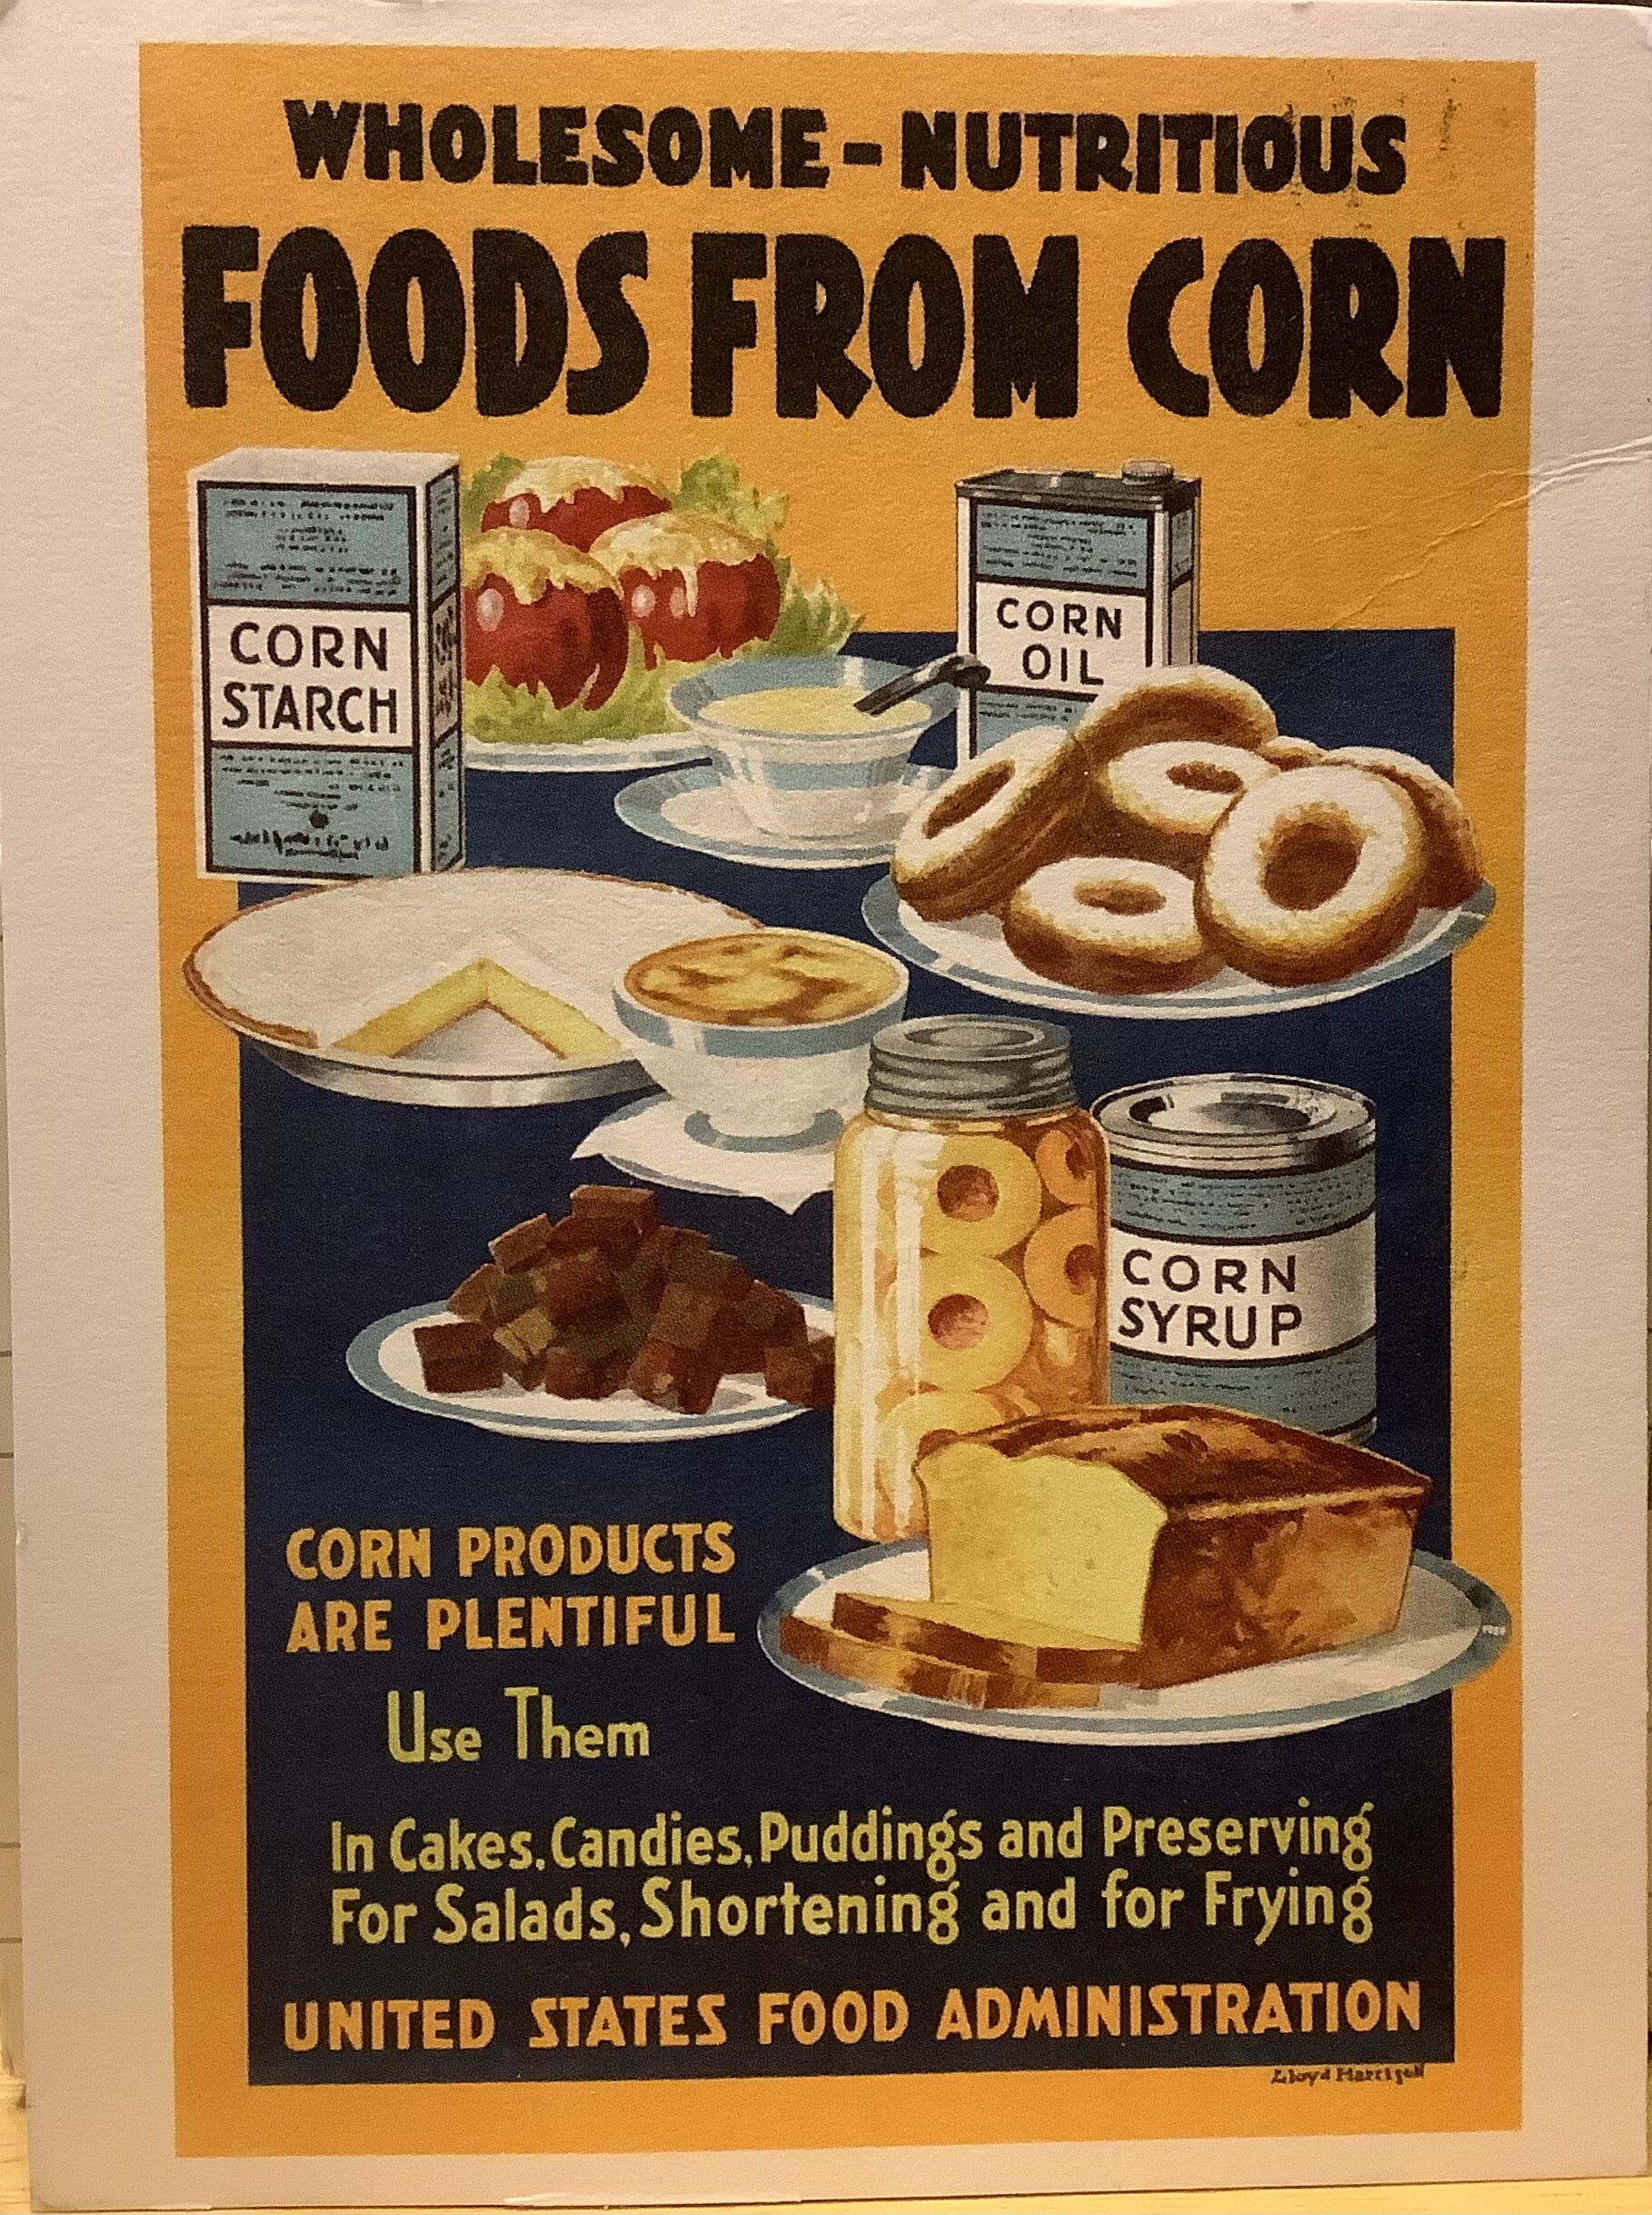 WHOLESOME - NUTRITIOUS
FOODS FROM CORN
CORN
STARCH
CORN
OIL
CORN
SYRUP
CORN PRODUCTS
ARE PLENTIFUL
Use Them
In Cakes, Candies, Puddings and Preserving
For Salads, Shortening and for Frying
UNITED STATES FOOD ADMINISTRATION
Lloyd Harrison